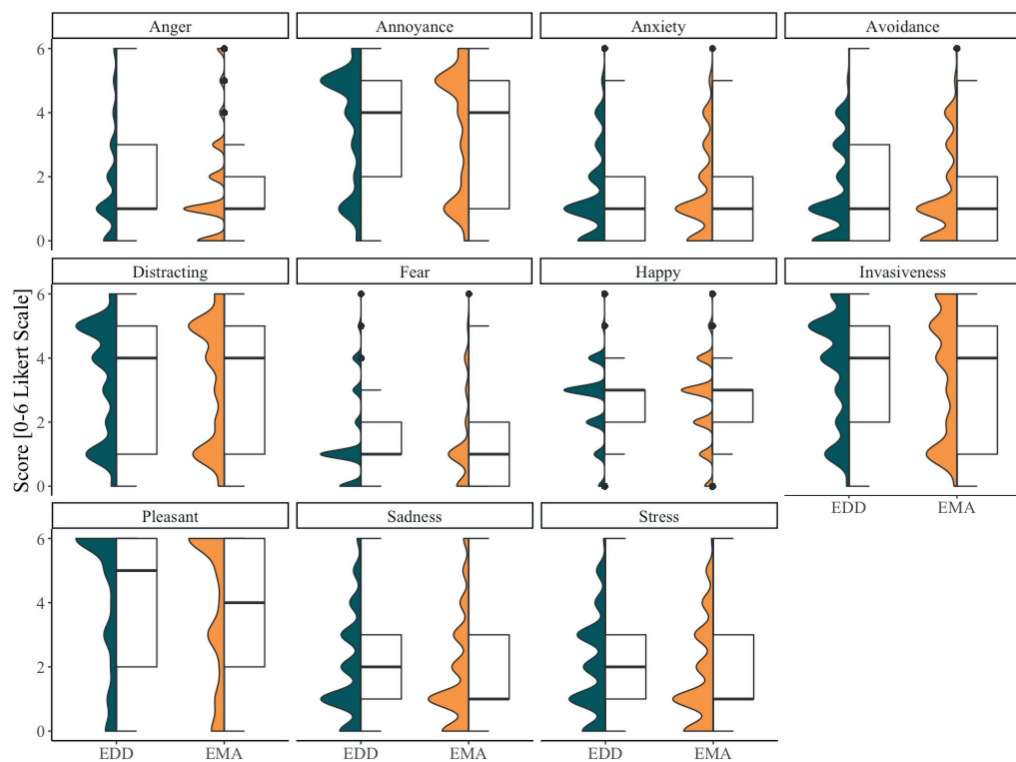 Anger Annoyance Anxiety Avoidance
6
4
2
0
Distracting Fear Happy Invasiveness
6
4
2
0
Score [0-6 Likert Scale]
EDD EMA
Pleasant Sadness Stress
6
4
2
0
EDD EMA EDD EMA EDD EMA